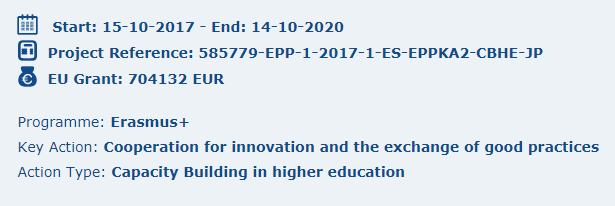 Start: 15-10-2017 - End: 14-10-2020
Project Reference: 585779-EPP-1-2017-1-ES-EPPKA2-CBHE-JP
EU Grant: 704132 EUR
Programme: Erasmus+
Key Action: Cooperation for innovation and the exchange of good practices
Action Type: Capacity Building in higher education